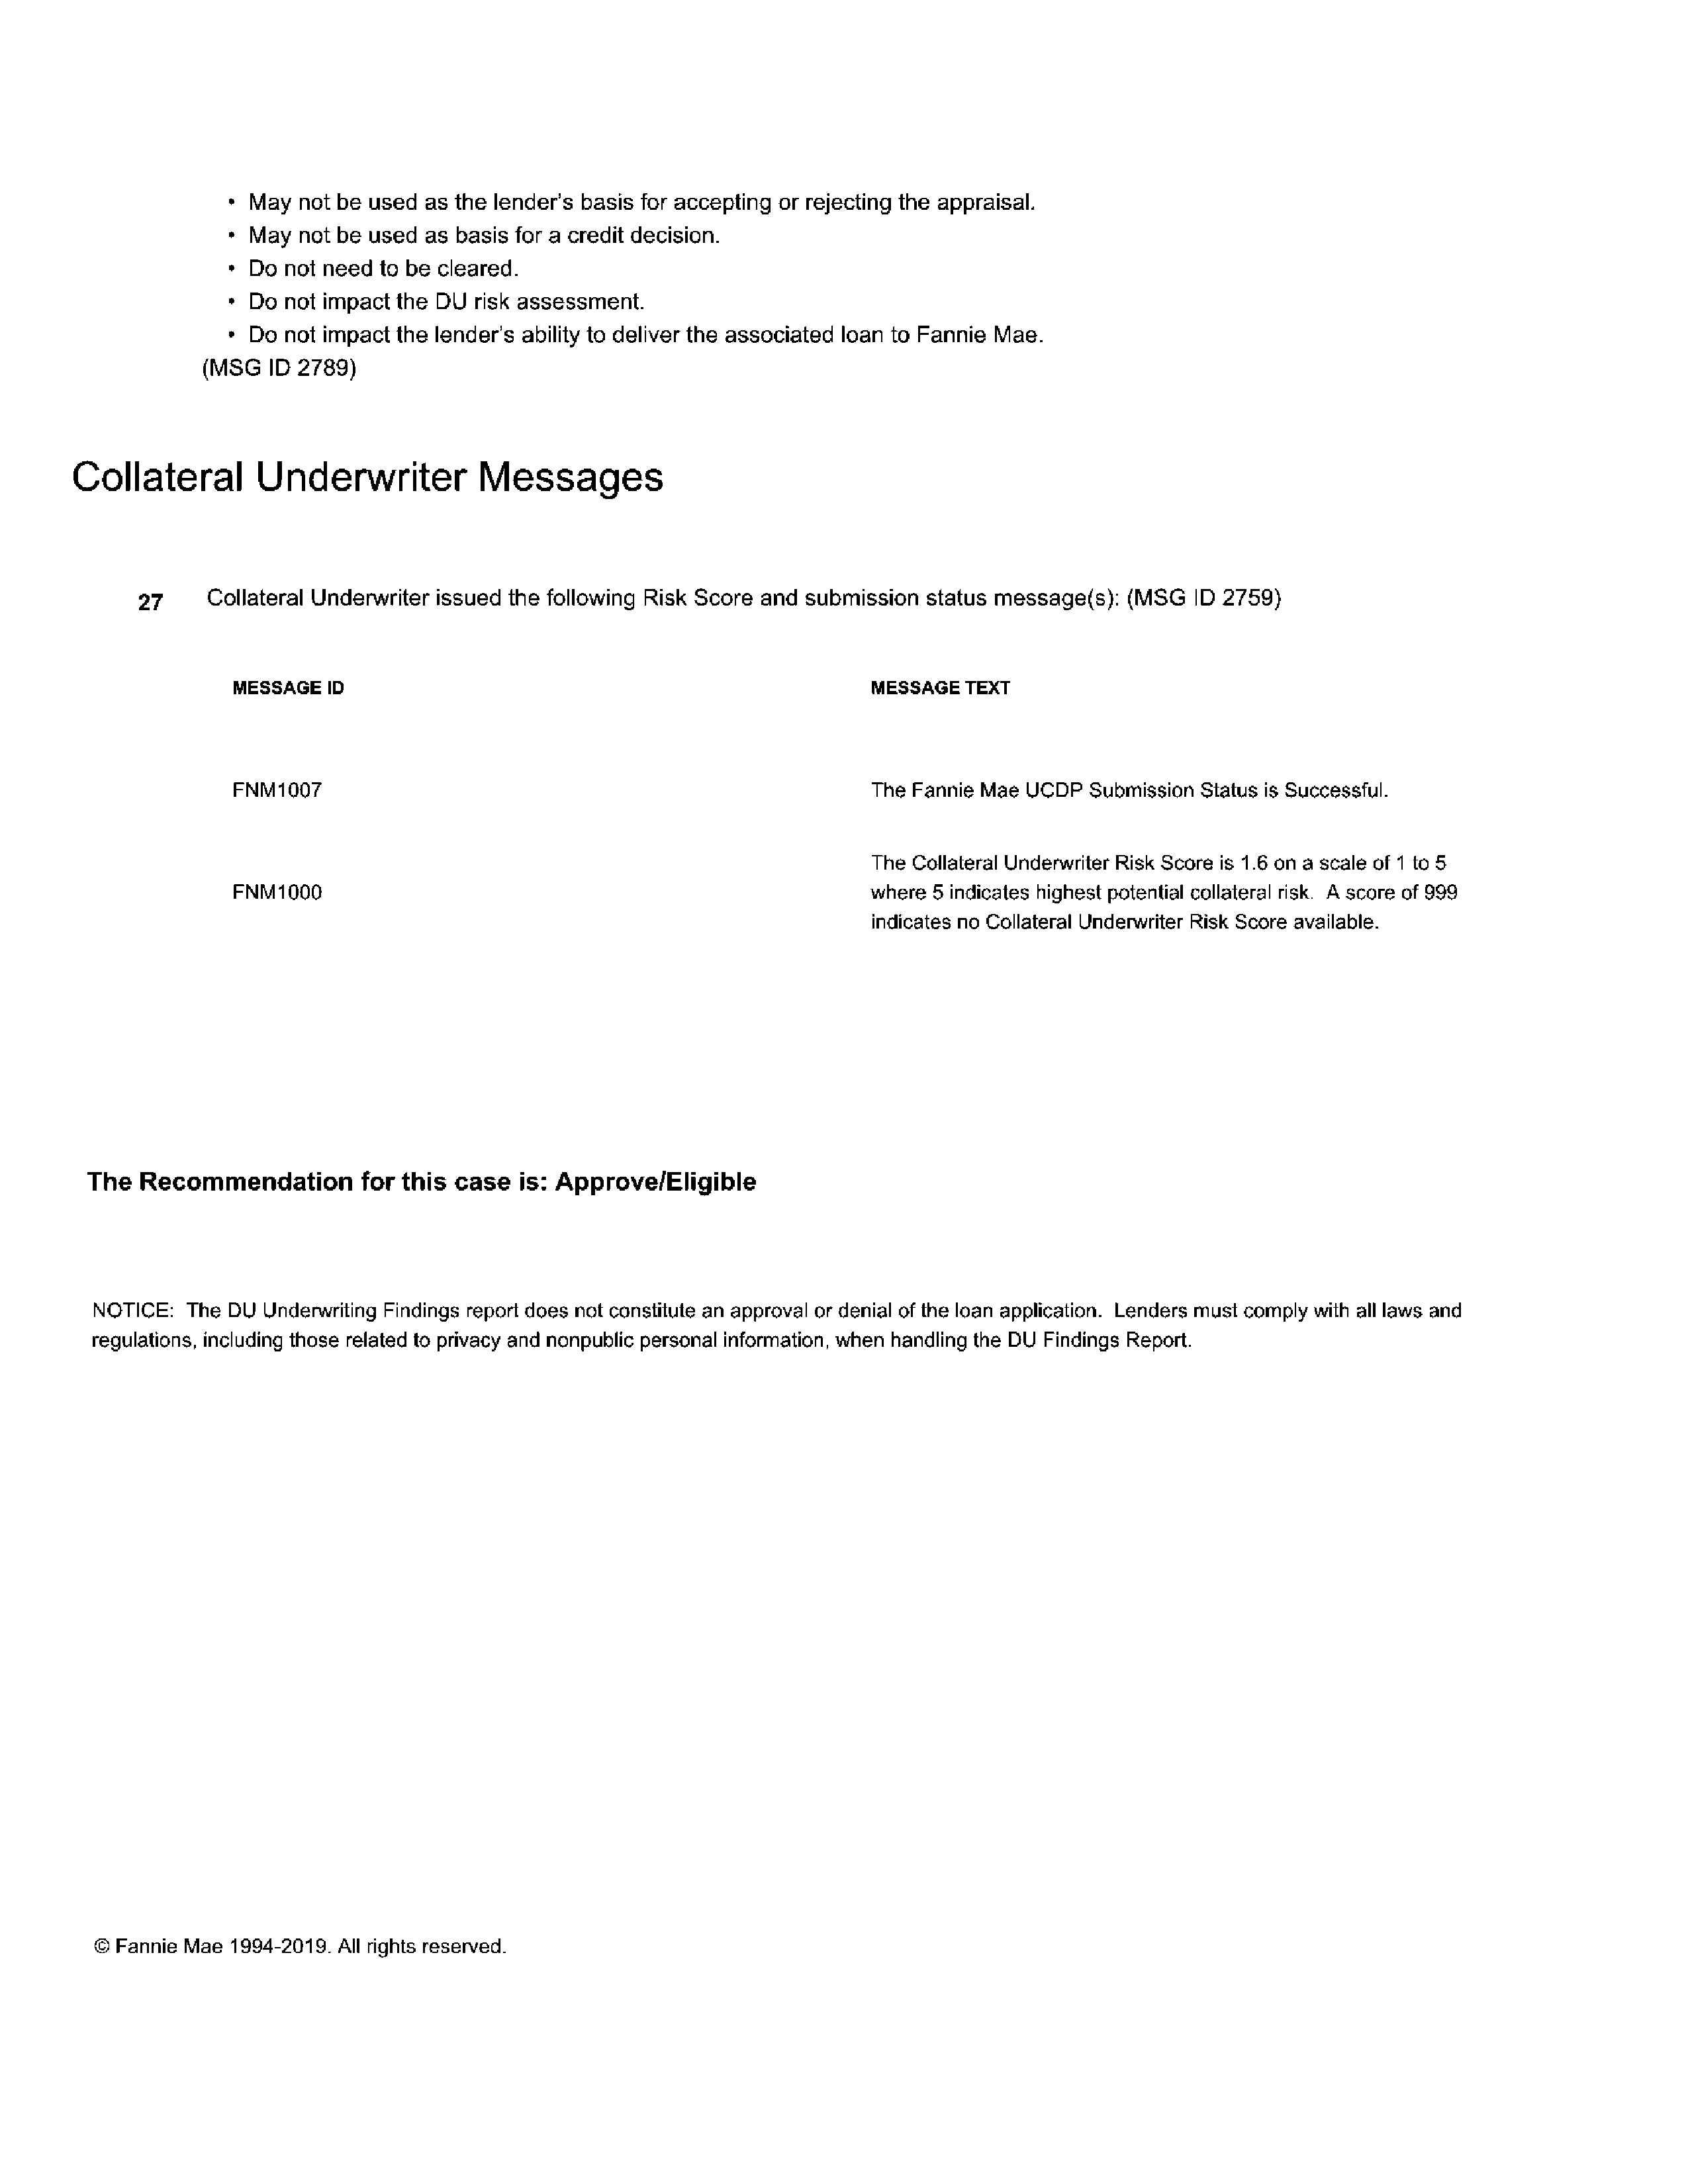 • May not be used as the lender's basis for accepting or rejecting the appraisal.
• May not be used as basis for a credit decision.
• Do not need to be cleared.
• Do not impact the DU risk assessment.
• Do not impact the lender's ability to deliver the associated loan to Fannie Mae.
(MSG ID 2789)
Collateral Underwriter Messages
27 Collateral Underwriter issued the following Risk Score and submission status message(s): (MSG ID 2759)
MESSAGE ID MESSAGE TEXT
FNM1007 The Fannie Mae UCDP Submission Status is Successful.
The Collateral Underwriter Risk Score is 1.6 on a scale of 1 to 5
FNM1000 where 5 indicates highest potential collateral risk. A score of 999
indicates no Collateral Underwriter Risk Score available.
The Recommendation for this case is: Approve/Eligible
NOTICE: The DU Underwriting Findings report does not constitute an approval or denial of the loan application. Lenders must comply with all laws and
regulations, including those related to privacy and nonpublic personal information, when handling the DU Findings Report.
© Fannie Mae 1994-2019. All rights reserved.